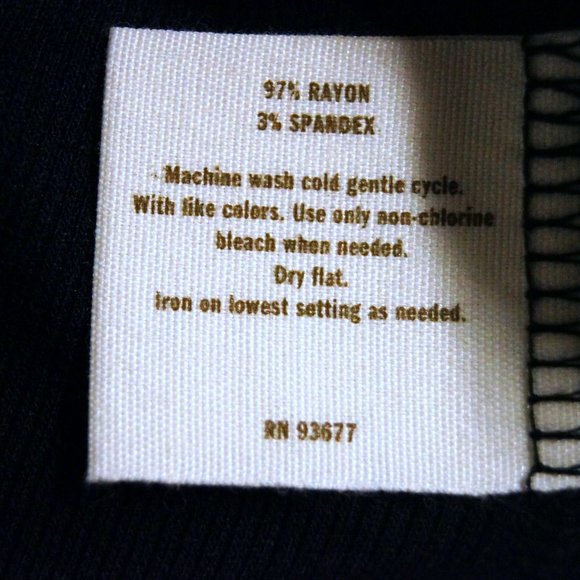 97% RAYON
3% SPANDEX
Machine wash cold gentle cycle.
With like colors. Use only non-chlorine
bleach when needed.
Dry flat.
Iron on lowest setting as needed.
RN 93677